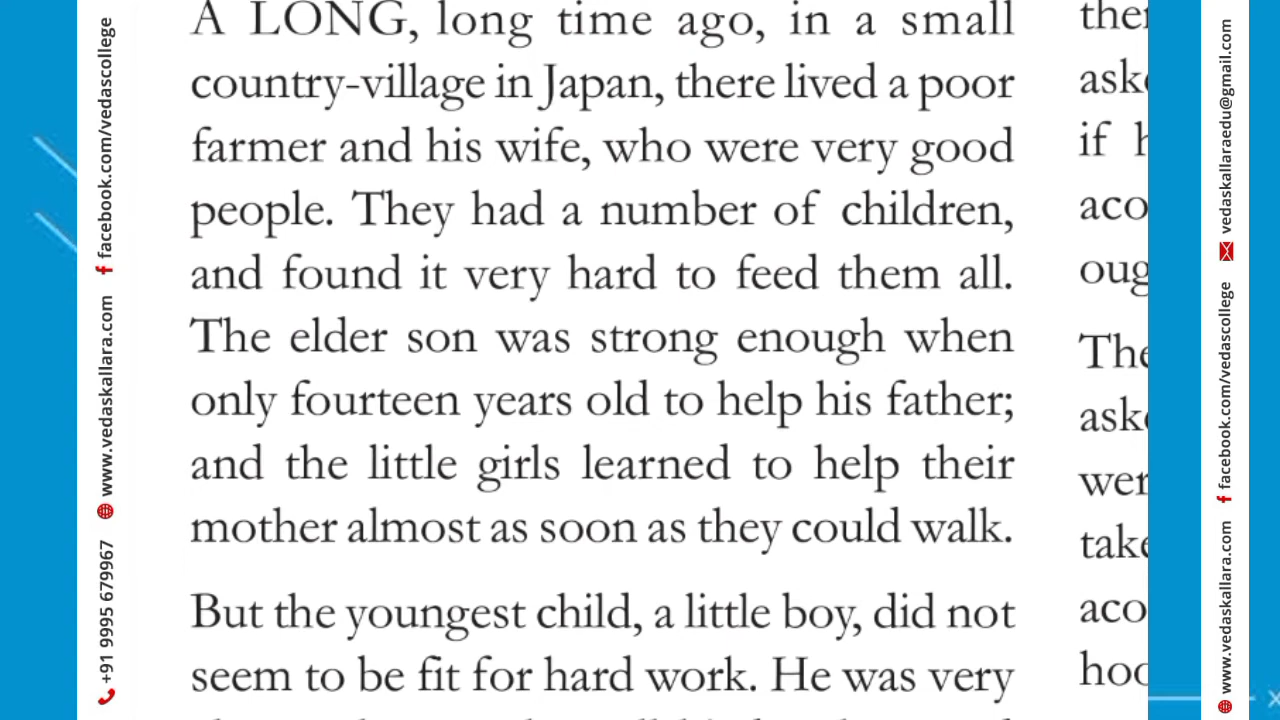 A LONG, long time ago, in a small
country-village in Japan, there lived a poor
farmer and his wife, who were very good
people. They had a number of children,
and found it very hard to feed them all.
The elder son was strong enough when
only fourteen years old to help his father;
and the little girls learned to help their
mother almost as soon as they could walk.
But the youngest child, a little boy, did not
seem to be fit for hard work. He was very
if
The
+91 9995 679967 www.vedaskallara.com facebook.com/vedascollege
www.vedaskallara.com facebook.com/vedascollege vedaskallaraedu@gmail.com